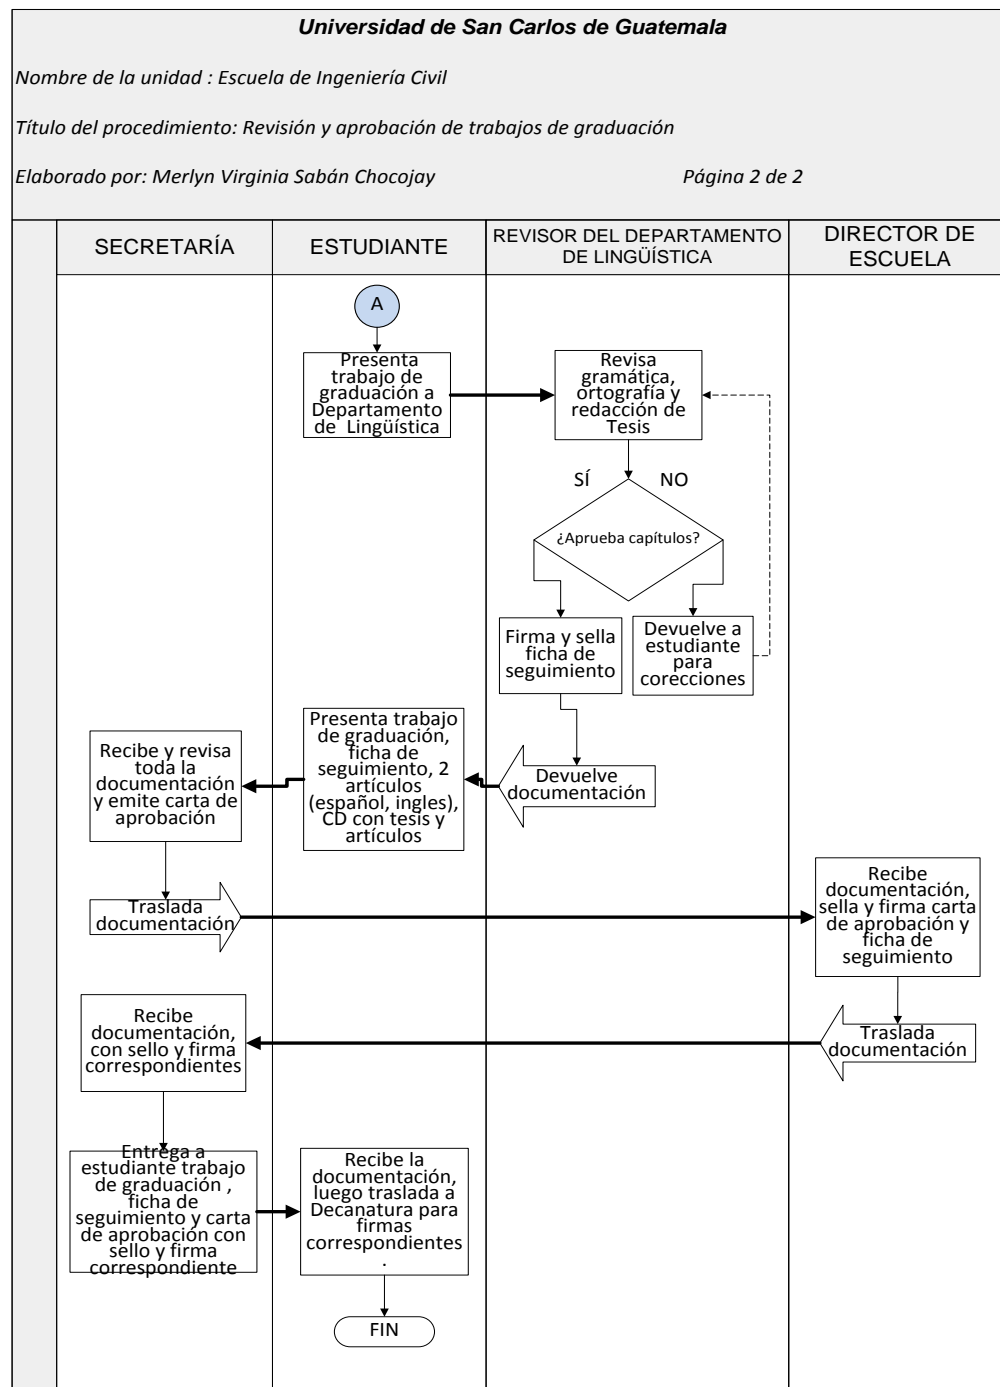 Universidad de San Carlos de Guatemala
Nombre de la unidad : Escuela de Ingeniería Civil
Título del procedimiento: Revisión y aprobación de trabajos de graduación
Elaborado por: Merlyn Virginia Sabán Chocojay Página 2 de 2
SECRETARÍA
ESTUDIANTE
REVISOR DEL DEPARTAMENTO
DE LINGÜÍSTICA
DIRECTOR DE
ESCUELA
A
Presenta
trabajo de
graduación a
Departamento
de Lingüística
Revisa
gramática,
ortografía y
redacción de
Tesis
SÍ
NO
¿Aprueba capítulos?
Firma y sella
ficha de
seguimiento
Devuelve a
estudiante
para
corecciones
Devuelve
documentación
Presenta trabajo
de graduación,
ficha de
seguimiento, 2
artículos
(español, ingles),
CD con tesis y
artículos
Recibe y revisa
toda la
documentación
y emite carta de
aprobación
Traslada
documentación
Recibe
documentación,
sella y firma carta
de aprobación y
ficha de
seguimiento
Traslada
documentación
Recibe
documentación,
con sello y firma
correspondientes
Entrega a
estudiante trabajo
de graduación ,
ficha de
seguimiento y carta
de aprobación con
sello y firma
correspondiente
Recibe la
documentación,
luego traslada a
Decanatura para
firmas
correspondientes
.
FIN